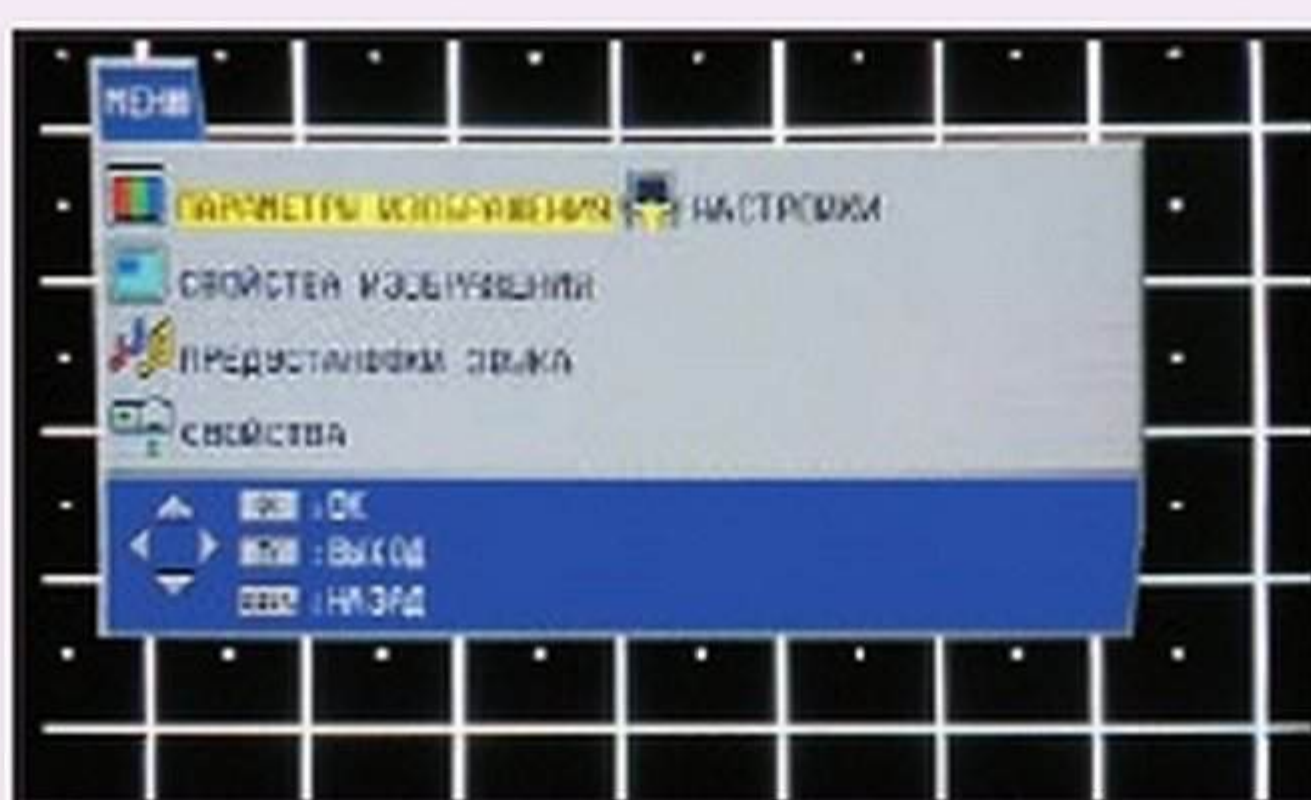 МЕНЮ
ПАРАМЕТРЫ ИЗОБРАЖЕНИЯ НАСТРОЙКИ
СВОЙСТВА ИЗОБРАЖЕНИЯ
ПРЕДУСТАНОВКИ ЗВУКА
СВОЙСТВА
:OK
:ВЫХОД
:НАЗАД